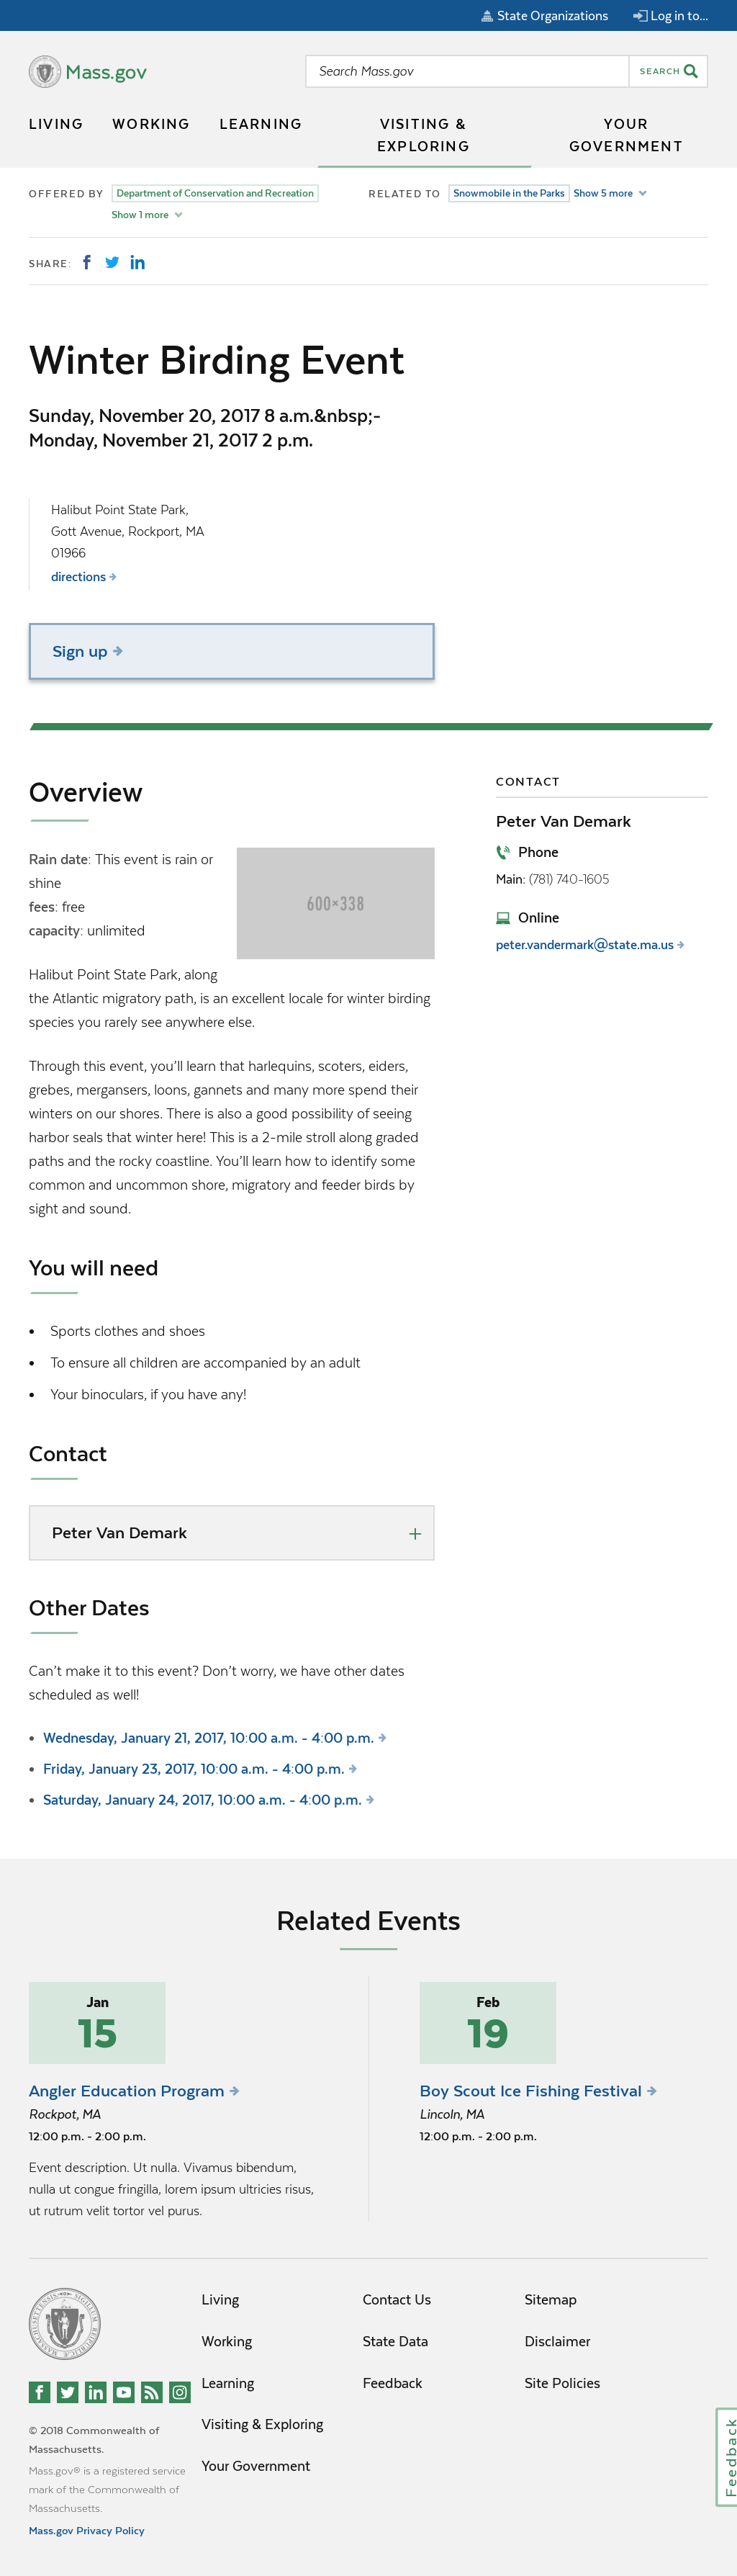 State Organizations
Log in to...
Mass.gov
Search Mass.gov
SEARCH
LIVING
WORKING
LEARNING
VISITING &
EXPLORING
YOUR
GOVERNMENT
OFFERED BY
Department of Conservation and Recreation
Show 1 more
RELATED TO
Snowmobile in the Parks
Show 5 more
SHARE:
Winter Birding Event
Sunday, November 20, 2017 8 a.m.&nbsp;-
Monday, November 21, 2017 2 p.m.
Halibut Point State Park,
Gott Avenue, Rockport, MA
01966
directions
Sign up
Overview
Rain date: This event is rain or
shine
fees: free
capacity: unlimited
600×338
Halibut Point State Park, along
the Atlantic migratory path, is an excellent locale for winter birding
species you rarely see anywhere else.
Through this event, you’ll learn that harlequins, scoters, eiders,
grebes, mergansers, loons, gannets and many more spend their
winters on our shores. There is also a good possibility of seeing
harbor seals that winter here! This is a 2-mile stroll along graded
paths and the rocky coastline. You’ll learn how to identify some
common and uncommon shore, migratory and feeder birds by
sight and sound.
You will need
• Sports clothes and shoes
• To ensure all children are accompanied by an adult
• Your binoculars, if you have any!
Contact
Peter Van Demark
Other Dates
Can’t make it to this event? Don’t worry, we have other dates
scheduled as well!
• Wednesday, January 21, 2017, 10:00 a.m. - 4:00 p.m.
• Friday, January 23, 2017, 10:00 a.m. - 4:00 p.m.
• Saturday, January 24, 2017, 10:00 a.m. - 4:00 p.m.
CONTACT
Peter Van Demark
Phone
Main: (781) 740-1605
Online
peter.vandermark@state.ma.us
Related Events
Jan
15
Angler Education Program
Rockpot, MA
12:00 p.m. - 2:00 p.m.
Event description. Ut nulla. Vivamus bibendum,
nulla ut congue fringilla, lorem ipsum ultricies risus,
ut rutrum velit tortor vel purus.
Feb
19
Boy Scout Ice Fishing Festival
Lincoln, MA
12:00 p.m. - 2:00 p.m.
© 2018 Commonwealth of
Massachusetts.
Mass.gov® is a registered service
mark of the Commonwealth of
Massachusetts.
Mass.gov Privacy Policy
Living
Working
Learning
Visiting & Exploring
Your Government
Contact Us
State Data
Feedback
Sitemap
Disclaimer
Site Policies
Feedback